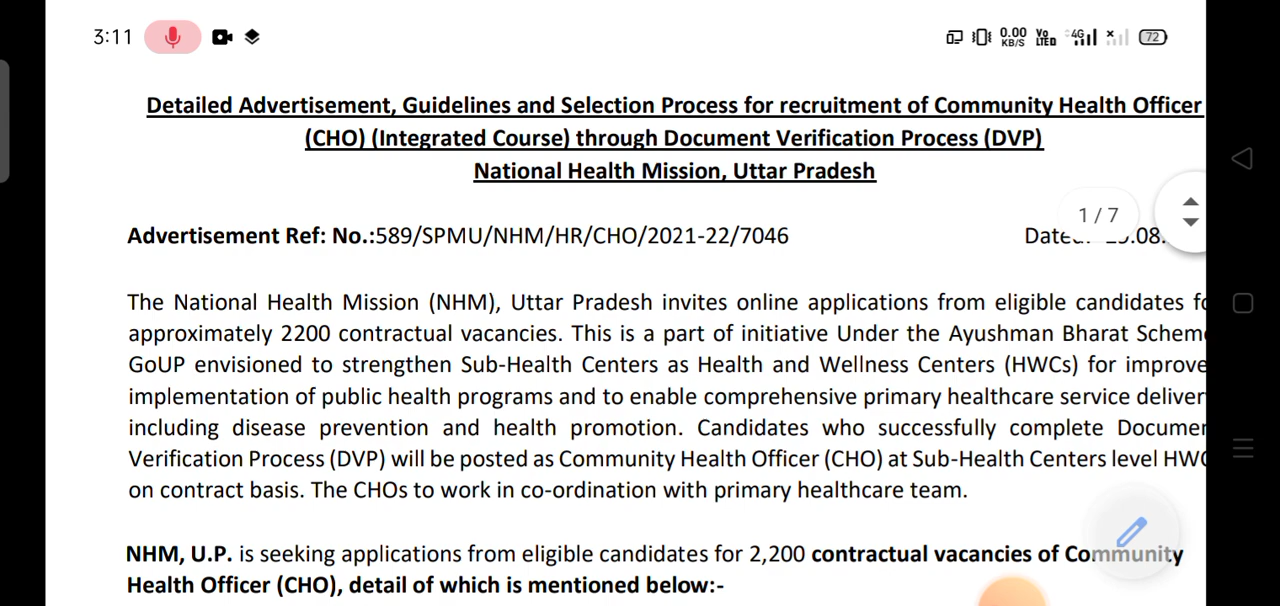 3:11 0.00 KB/S Vo LTED 4G 72
Detailed Advertisement, Guidelines and Selection Process for recruitment of Community Health Officer
(CHO) (Integrated Course) through Document Verification Process (DVP)
National Health Mission, Uttar Pradesh
1 / 7
Advertisement Ref: No.:589/SPMU/NHM/HR/CHO/2021-22/7046
The National Health Mission (NHM), Uttar Pradesh invites online applications from eligible candidates
approximately 2200 contractual vacancies. This is a part of initiative Under the Ayushman Bharat
GoUP envisioned to strengthen Sub-Health Centers as Health and Wellness Centers (HWCs) for
implementation of public health programs and to enable comprehensive primary healthcare service
including disease prevention and health promotion. Candidates who successfully complete
Verification Process (DVP) will be posted as Community Health Officer (CHO) at Sub-Health Centers level
on contract basis. The CHOs to work in co-ordination with primary healthcare team.
NHM, U.P. is seeking applications from eligible candidates for 2,200 contractual vacancies of Community
Health Officer (CHO), detail of which is mentioned below:-